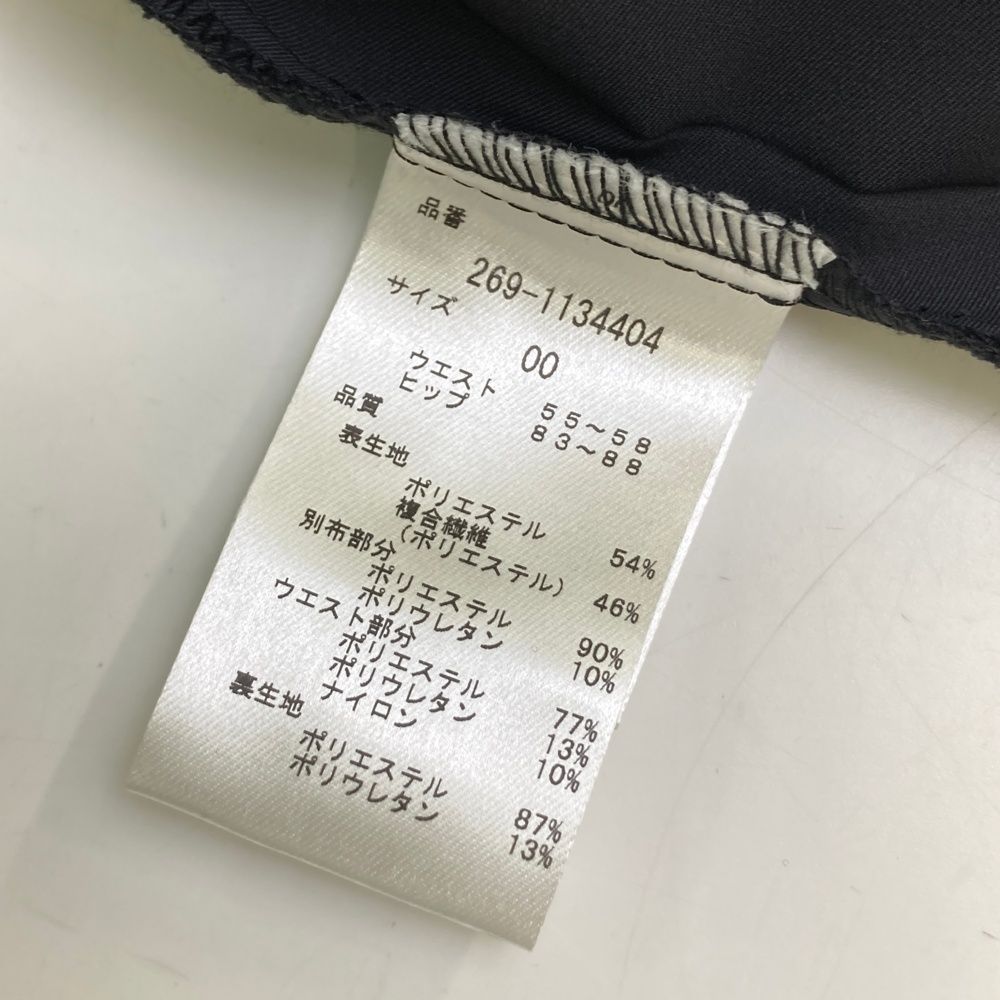 品番
269-1134404
サイズ
00
ウエスト 55～58
ヒップ 83～88
品質
表生地
ポリエステル 54%
複合繊維
(ポリエステル) 46%
別布部分
ポリエステル 90%
ポリウレタン 10%
ウエスト部分
ポリエステル 77%
ポリウレタン 13%
ナイロン 10%
裏生地
ポリエステル 87%
ポリウレタン 13%